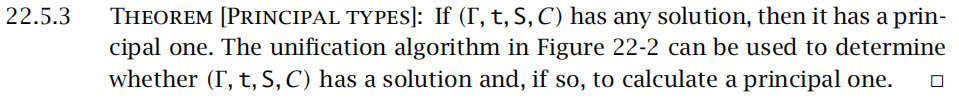 22.5.3 THEOREM [PRINCIPAL TYPES]: If (Γ, t, S, C) has any solution, then it has a prin-
cipal one. The unification algorithm in Figure 22-2 can be used to determine
whether (Γ, t, S, C) has a solution and, if so, to calculate a principal one. □